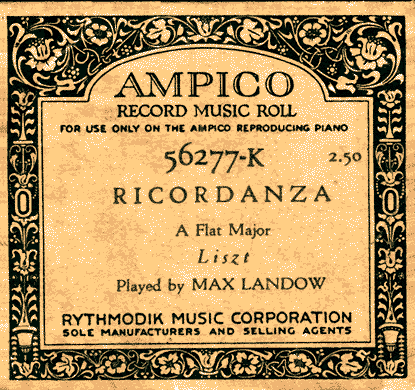 AMPICO
RECORD MUSIC ROLL
FOR USE ONLY ON THE AMPICO REPRODUCING PIANO
56277-K 2.50
RICORDANZA
A Flat Major
Liszt
Played by MAX LANDOW
RYTHMODIK MUSIC CORPORATION
SOLE MANUFACTURERS AND SELLING AGENTS